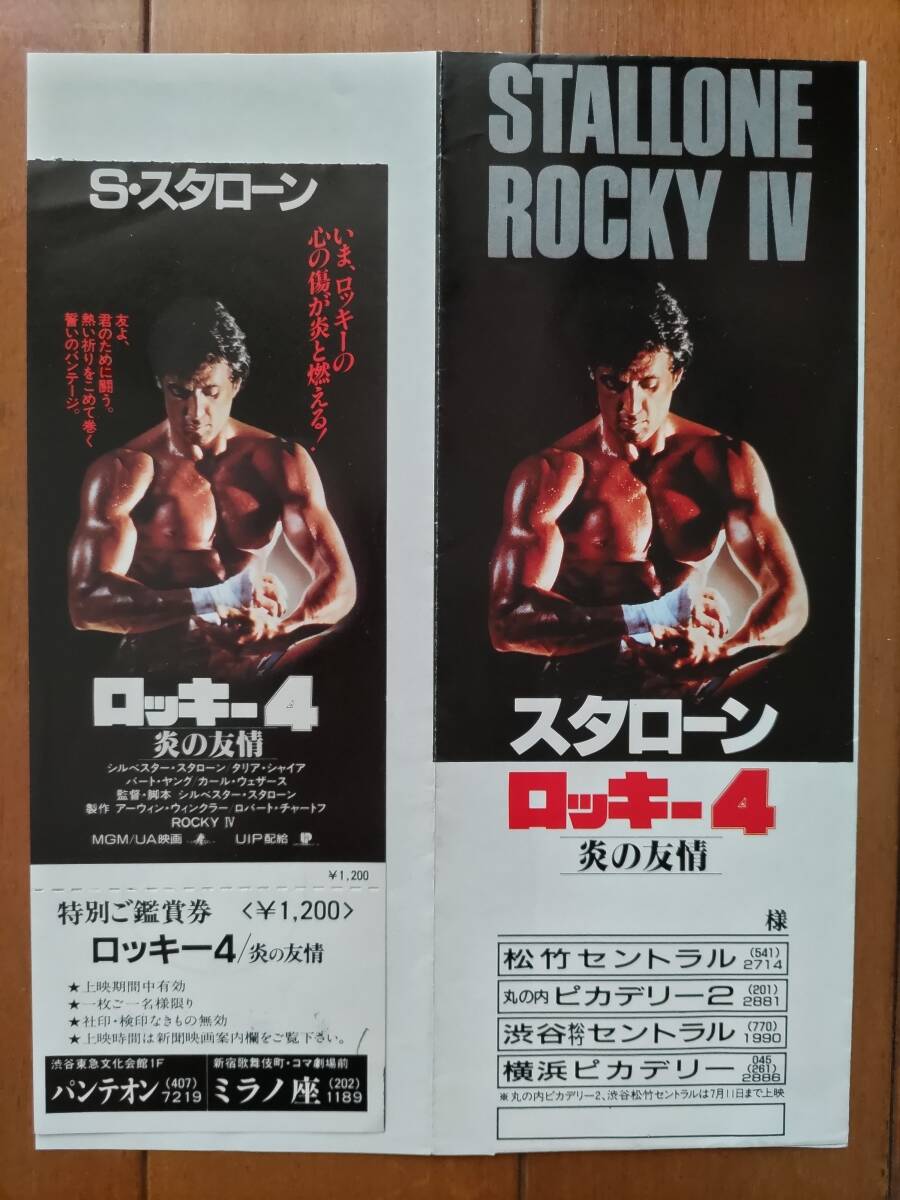 S・スタローン
いま、ロッキーの
心の傷が炎と燃える！
友よ、
君のために闘う。
熱い祈りをこめて巻く
誓いのバンテージ。
ロッキー4
炎の友情
シルベスター・スタローン/タリア・シャイア
バート・ヤング/カール・ウェザース
監督・脚本 シルベスター・スタローン
製作 アーウィン・ウィンクラー/ロバート・チャートフ
ROCKY IV
MGM/UA映画 UIP配給
¥1,200
特別ご鑑賞券 〈¥1,200〉
ロッキー4/炎の友情
★上映期間中有効
★一枚ご一名様限り
★社印・検印なきもの無効
★上映時間は新聞映画案内欄をご覧下さい。
渋谷東急文化会館1F
パンテオン (407) 7219
新宿歌舞伎町・コマ劇場前
ミラノ座 (202) 1189
STALLONE
ROCKY IV
スタローン
ロッキー4
炎の友情
様
松竹セントラル (541) 2714
丸の内 ピカデリー2 (201) 2881
渋谷松竹セントラル (770) 1990
横浜ピカデリー 045 (261) 2886
※丸の内ピカデリー2、渋谷松竹セントラルは7月11日まで上映